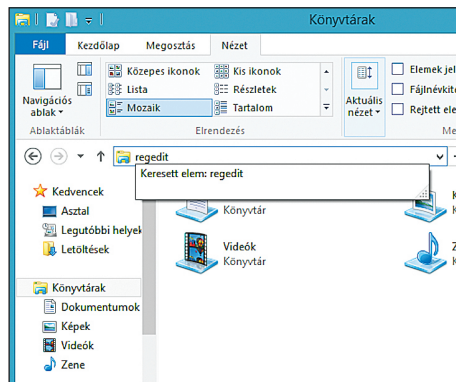 Könyvtárak
Fájl Kezdőlap Megosztás Nézet
Közepes ikonok Kis ikonok
Lista Részletek
Mozaik Tartalom
Navigációs
ablak
Aktuális
nézet
Elemek jel
Fájlnévkit
Rejtett ele
Ablaktáblák Elrendezés Me
regedit
Keresett elem: regedit
Kedvencek
Asztal
Legutóbbi helyek
Letöltések
Könyvtárak
Dokumentumok
Képek
Videók
Zene
Könyvtár K
Videók Z
Könyvtár K